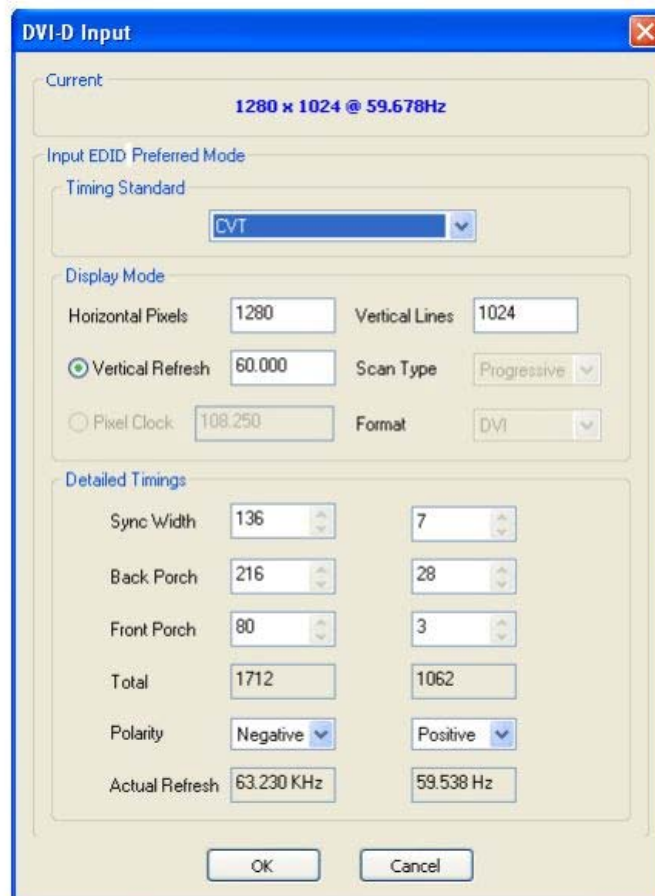 DVI-D Input
Current
1280 x 1024 @ 59.678Hz
Input EDID Preferred Mode
Timing Standard
CVT
Display Mode
Horizontal Pixels 1280 Vertical Lines 1024
Vertical Refresh 60.000 Scan Type Progressive
Pixel Clock 108.250 Format DVI
Detailed Timings
Sync Width 136 7
Back Porch 216 28
Front Porch 80 3
Total 1712 1062
Polarity Negative Positive
Actual Refresh 63.230 KHz 59.538 Hz
OK Cancel